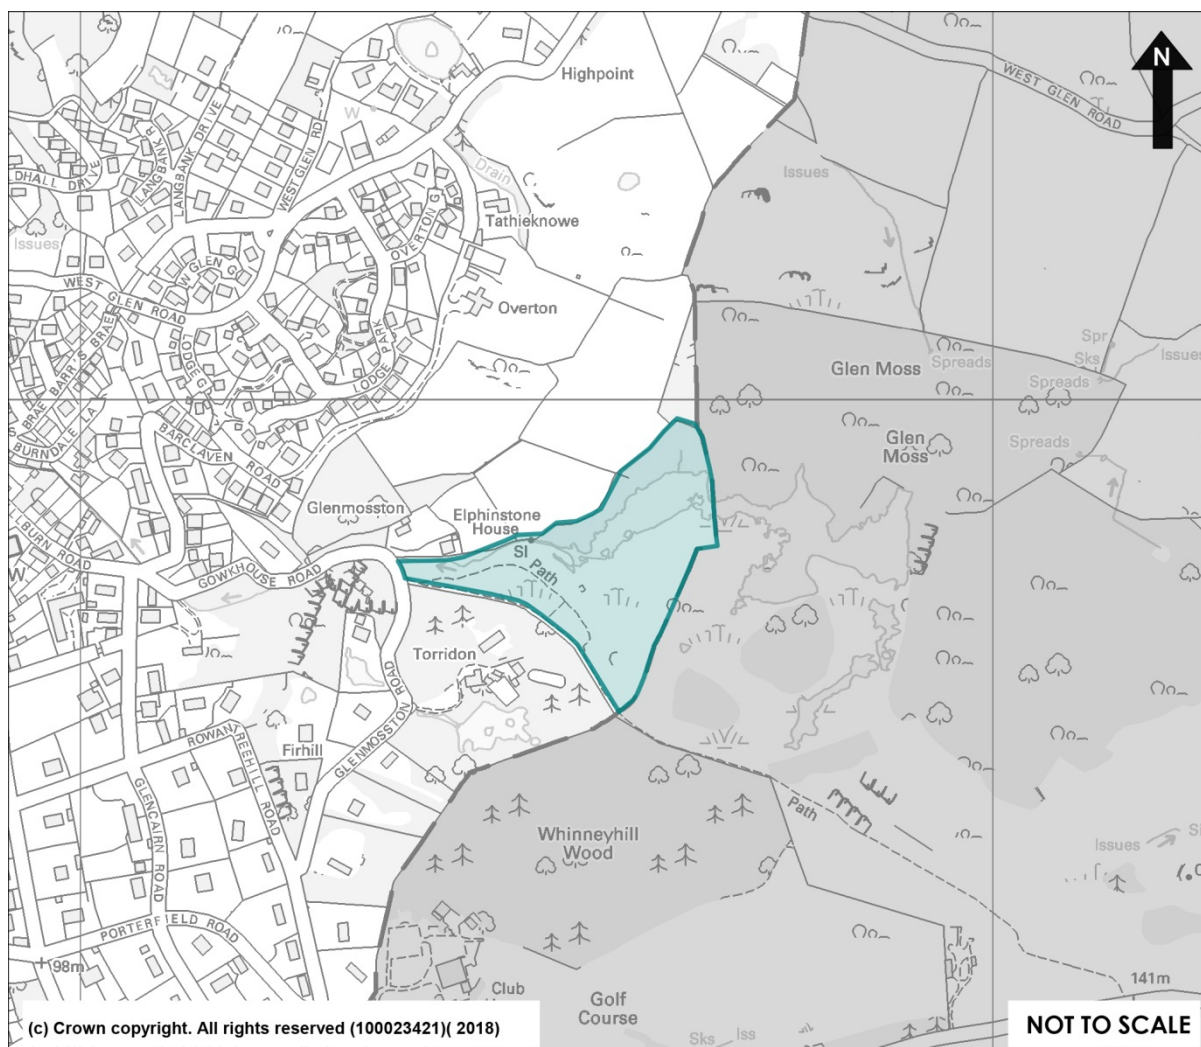 N
Highpoint
WEST GLEN ROAD
W
LANGBANK DRIVE
WEST GLEN RD
DHALL DRIVE
LANGBANK R
Drain
Issues
Tathieknowe
OVERTON G
Issues
W GLEN G
WEST GLEN ROAD
Overton
LODGE G
LODGE PARK
BRAE BARR'S BRAE
BURNDALE LA
Spr
Sks
Issues
Glen Moss
Spreads
Spreads
BARCLAVEN ROAD
Glen
Moss
Spreads
Glenmosston
Elphinstone
House
SI
Path
BURN ROAD
GOWKHOUSE ROAD
W
Torridon
GLENMOSSTON ROAD
Firhill
ROWANTREEHILL ROAD
GLENCAIRN ROAD
Path
Whinneyhill
Wood
Issues
PORTERFIELD ROAD
98m
141m
Club
Golf
Course
Sks Iss
(c) Crown copyright. All rights reserved (100023421)( 2018)
NOT TO SCALE